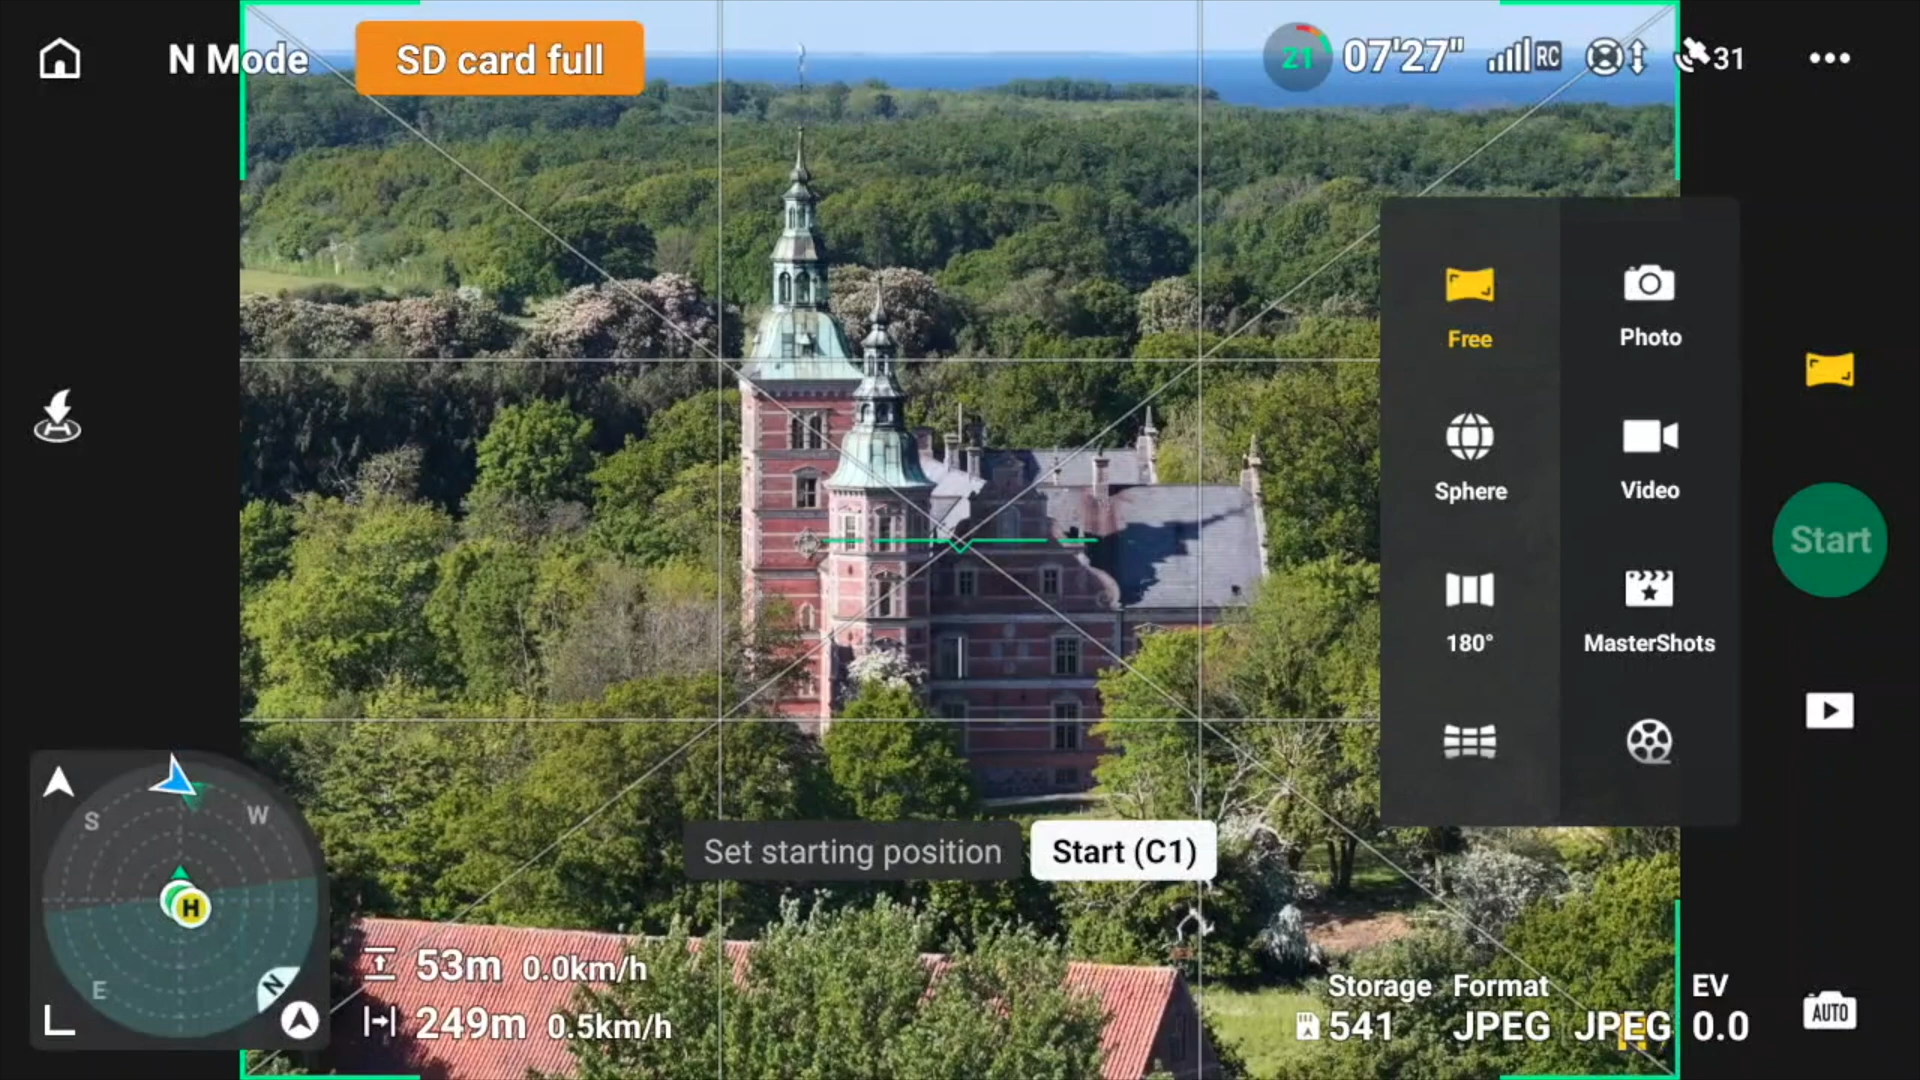 N Mode
SD card full
21
07'27"
RC
31
Free
Photo
Sphere
Video
180°
MasterShots
Start
Set starting position
Start (C1)
S
W
H
E
N
53m 0.0km/h
249m 0.5km/h
Storage Format
541 JPEG JPEG
EV
0.0
AUTO